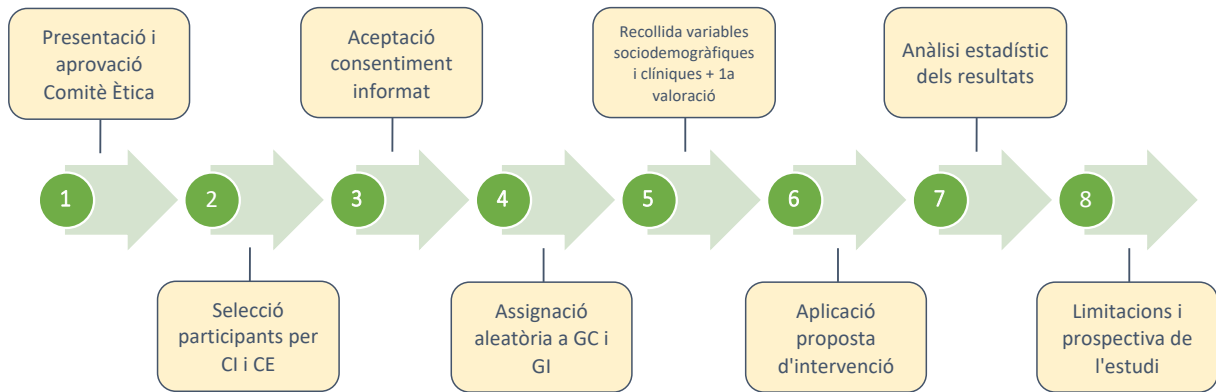 Presentació i
aprovació
Comitè Ètica
Aceptació
consentiment
informat
Recollida variables
sociodemogràfiques
i clíniques + 1a
valoració
Anàlisi estadístic
dels resultats
1
2
3
4
5
6
7
8
Selecció
participants per
CI i CE
Assignació
aleatòria a GC i
GI
Aplicació
proposta
d'intervenció
Limitacions i
prospectiva de
l'estudi